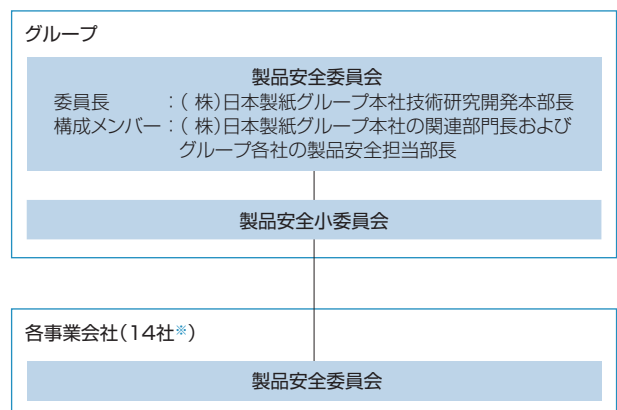 グループ
製品安全委員会
委員長　　　：( 株)日本製紙グループ本社技術研究開発本部長
構成メンバー：( 株)日本製紙グループ本社の関連部門長および
グループ各社の製品安全担当部長
製品安全小委員会
各事業会社(14社※)
製品安全委員会